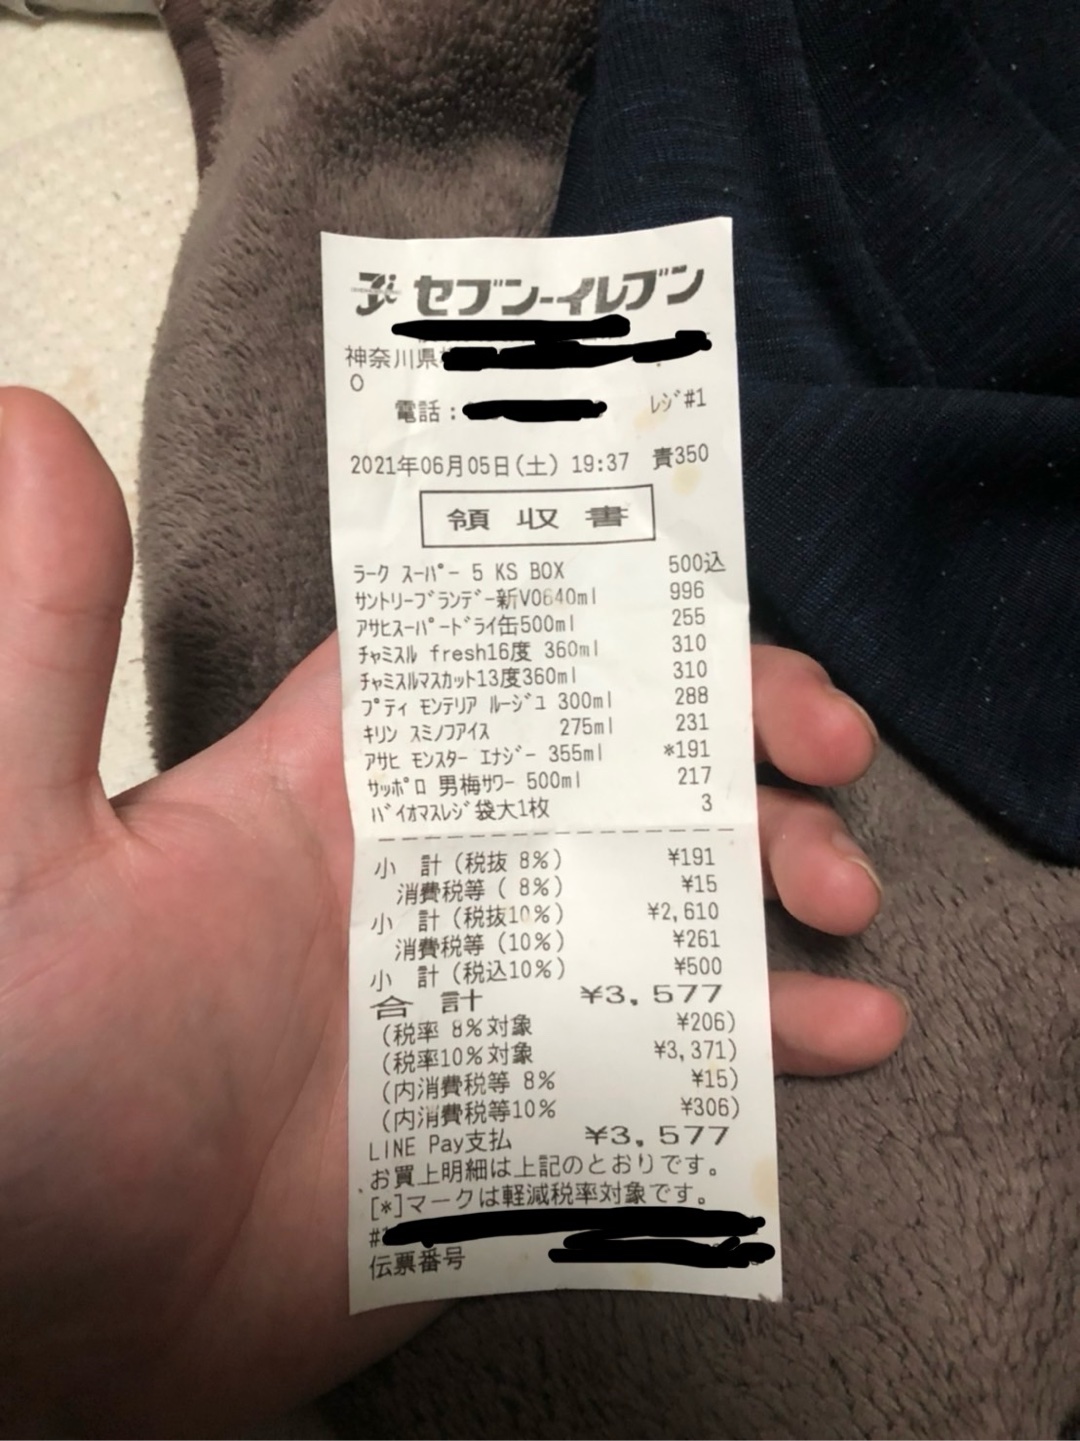 セブン-イレブン
神奈川県
0
電話: レジ#1
2021年06月05日(土) 19:37 責350
領収書
ラーク スーパー 5 KS BOX 500込
サントリーブランデー新VO640ml 996
アサヒスーパードライ缶500ml 255
チャミスル fresh16度 360ml 310
チャミスルマスカット13度360ml 310
プティ モンテリア ルージュ 300ml 288
キリン スミノフアイス 275ml 231
アサヒ モンスター エナジー 355ml *191
サッポロ 男梅サワー 500ml 217
バイオマスレジ袋大1枚 3
小 計(税抜 8%) ¥191
消費税等( 8%) ¥15
小 計(税抜10%) ¥2,610
消費税等(10%) ¥261
小 計(税込10%) ¥500
合 計 ¥3,577
(税率 8%対象 ¥206)
(税率10%対象 ¥3,371)
(内消費税等 8% ¥15)
(内消費税等10% ¥306)
LINE Pay支払 ¥3,577
お買上明細は上記のとおりです。
[*]マークは軽減税率対象です。
#
伝票番号